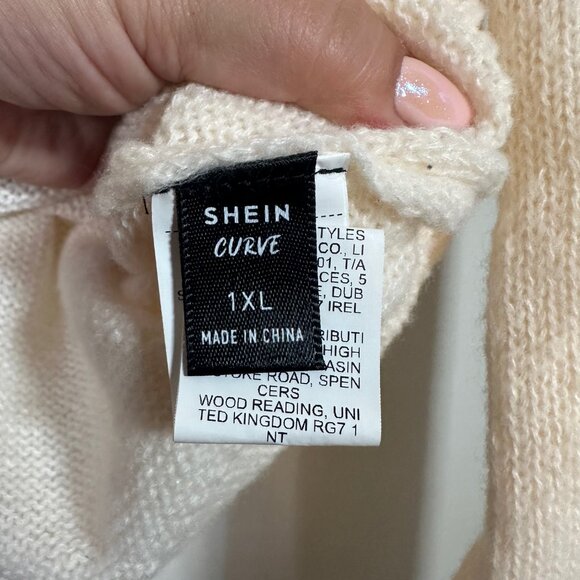 SHEIN
CURVE
1XL
MADE IN CHINA
TYLES
CO., LI
01, T/A
CES, 5
DUB
7 IREL
RIBUTI
HIGH
ASIN
ROAD, SPEN
CERS
WOOD READING, UNI
TED KINGDOM RG7 1
NT